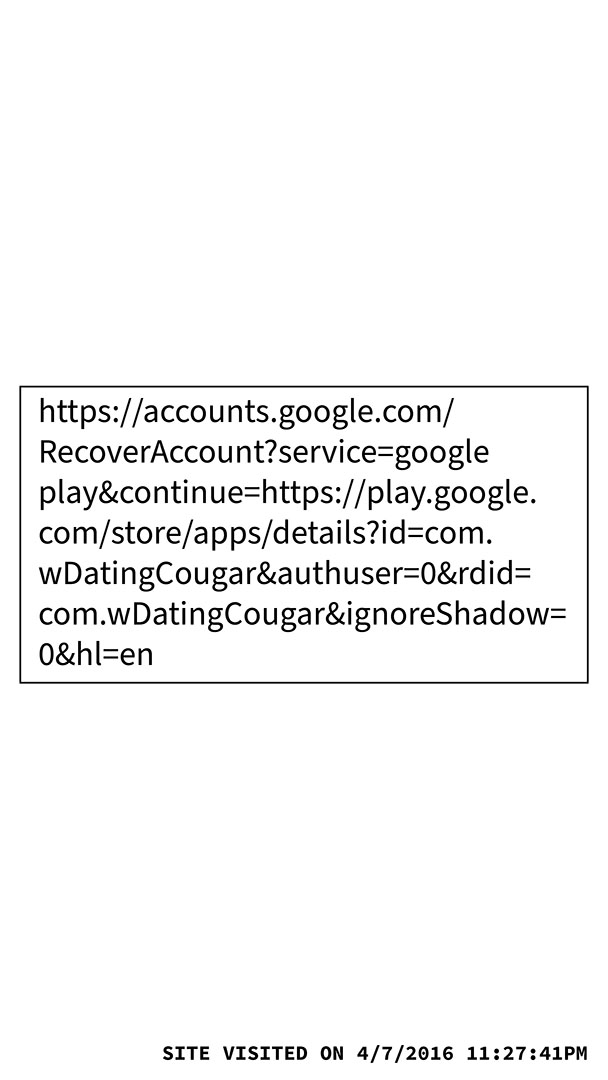 https://accounts.google.com/
RecoverAccount?service=google
play&continue=https://play.google.
com/store/apps/details?id=com.
wDatingCougar&authuser=0&rdid=
com.wDatingCougar&ignoreShadow=
0&hl=en
SITE VISITED ON 4/7/2016 11:27:41PM